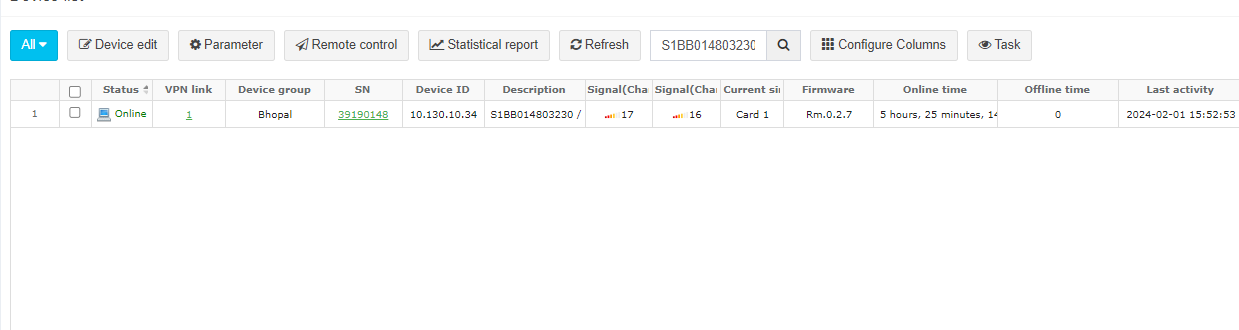 All Device edit Parameter Remote control Statistical report Refresh S1BB014803230 Configure Columns Task
Status VPN link Device group SN Device ID Description Signal(Cha Signal(Cha Current si Firmware Online time Offline time Last activity
1 Online 1 Bhopal 39190148 10.130.10.34 S1BB014803230 / 17 16 Card 1 Rm.0.2.7 5 hours, 25 minutes, 14 0 2024-02-01 15:52:53